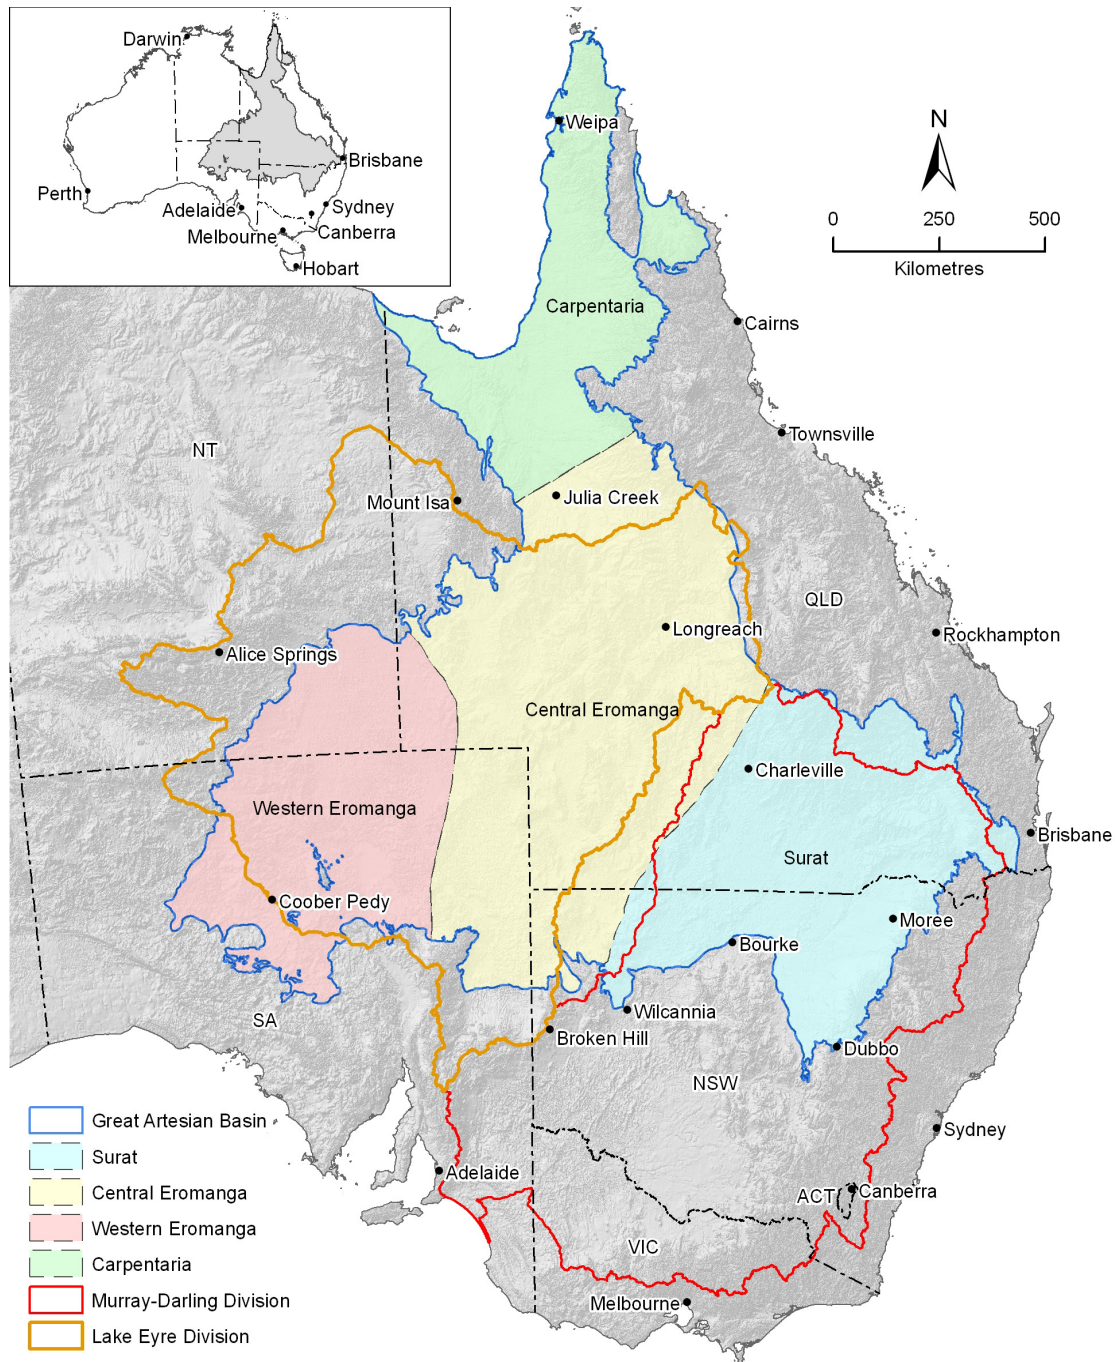 Darwin
Brisbane
Perth
Adelaide
Sydney
Melbourne
Canberra
Hobart
N
0 250 500
Kilometres
Weipa
Carpentaria
Cairns
Townsville
NT
Mount Isa
Julia Creek
QLD
Longreach
Rockhampton
Alice Springs
Central Eromanga
Charleville
Western Eromanga
Brisbane
Surat
Coober Pedy
Moree
Bourke
Wilcannia
SA
Broken Hill
Dubbo
NSW
Great Artesian Basin
Sydney
Surat
Adelaide
Central Eromanga
ACT
Canberra
Western Eromanga
VIC
Carpentaria
Murray-Darling Division
Melbourne
Lake Eyre Division